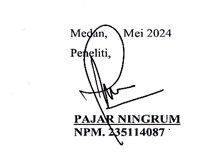 Medan, Mei 2024
Peneliti,
PAJAR NINGRUM
NPM. 235114087